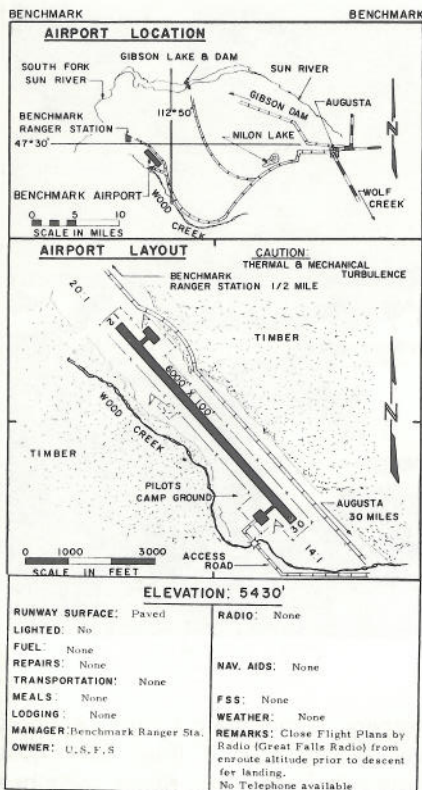 BENCHMARK
BENCHMARK
AIRPORT LOCATION
GIBSON LAKE & DAM
SOUTH FORK
SUN RIVER
SUN RIVER
GIBSON DAM
AUGUSTA
112°50'
BENCHMARK
RANGER STATION
NILON LAKE
47°30'
N
BENCHMARK AIRPORT
WOOD CREEK
WOLF
CREEK
0 5 10
SCALE IN MILES
AIRPORT LAYOUT
CAUTION:
THERMAL & MECHANICAL
TURBULENCE
BENCHMARK
RANGER STATION 1/2 MILE
20:1
12
TIMBER
6000' X 100'
N
WOOD CREEK
TIMBER
PILOTS
CAMP GROUND
AUGUSTA
30 MILES
30
14:1
ACCESS
ROAD
0 1000 3000
SCALE IN FEET
ELEVATION: 5430'
RUNWAY SURFACE: Paved
LIGHTED: No
FUEL: None
REPAIRS: None
TRANSPORTATION: None
MEALS: None
LODGING: None
MANAGER: Benchmark Ranger Sta.
OWNER: U.S.F.S
RADIO: None
NAV. AIDS: None
FSS: None
WEATHER: None
REMARKS: Close Flight Plans by
Radio (Great Falls Radio) from
enroute altitude prior to descent
for landing.
No Telephone available